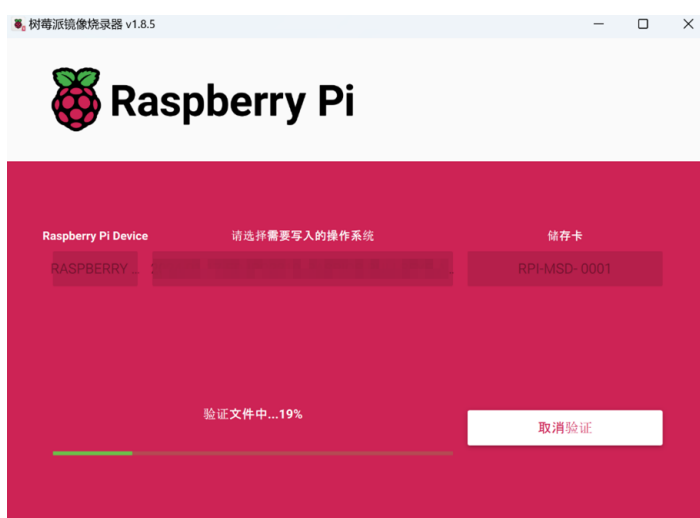 树莓派镜像烧录器 v1.8.5
Raspberry Pi
Raspberry Pi Device
请选择需要写入的操作系统
储存卡
RASPBERRY ...
RPI-MSD- 0001
验证文件中...19%
取消验证